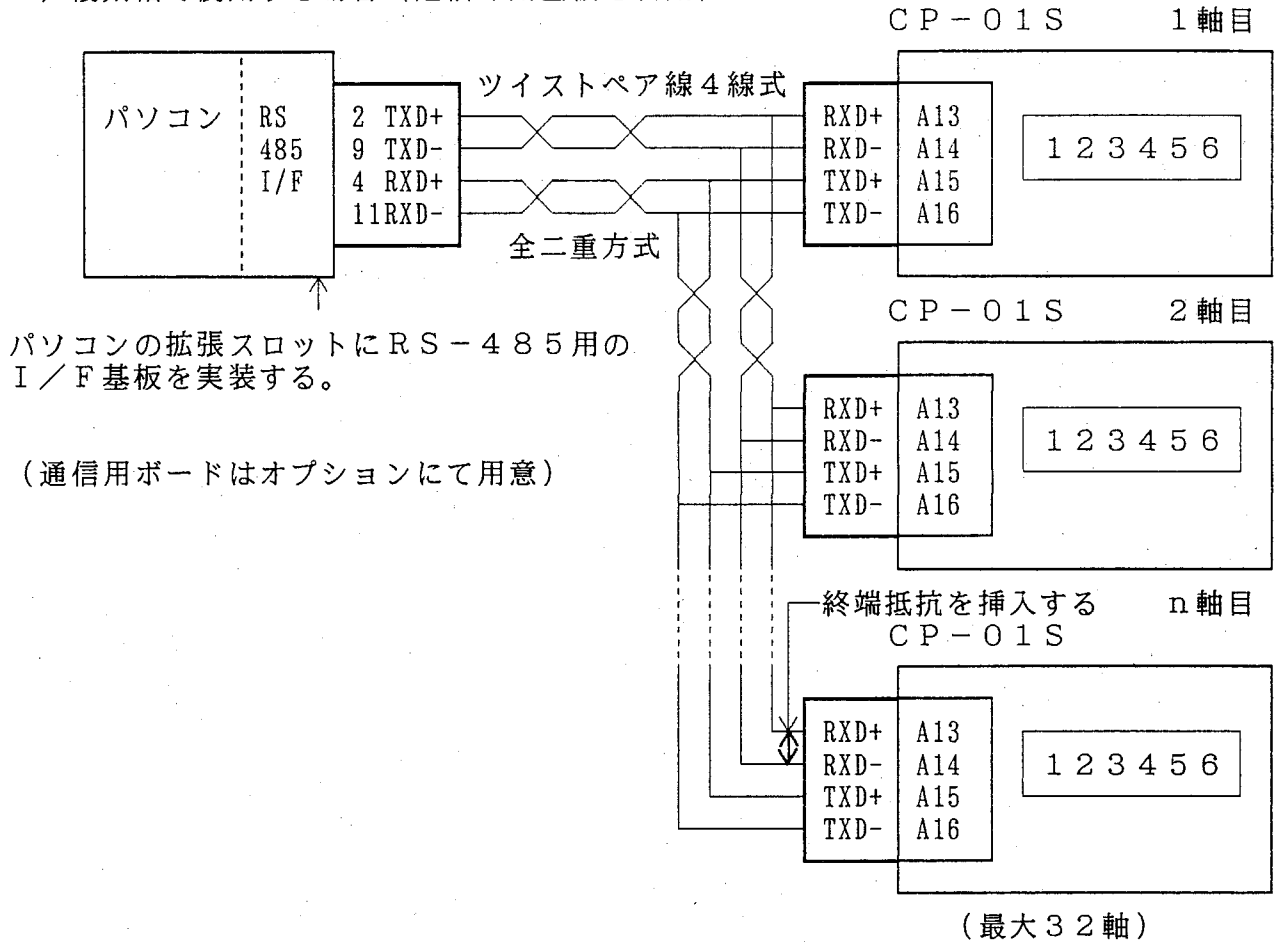 CP-01S 1軸目
パソコン
RS
485
I/F
2 TXD+
9 TXD-
4 RXD+
11RXD-
ツイストペア線4線式
全二重方式
RXD+ A13
RXD- A14
TXD+ A15
TXD- A16
123456
パソコンの拡張スロットにRS-485用の
I/F基板を実装する。
(通信用ボードはオプションにて用意)
CP-01S 2軸目
RXD+ A13
RXD- A14
TXD+ A15
TXD- A16
123456
終端抵抗を挿入する n軸目
CP-01S
RXD+ A13
RXD- A14
TXD+ A15
TXD- A16
123456
(最大32軸)